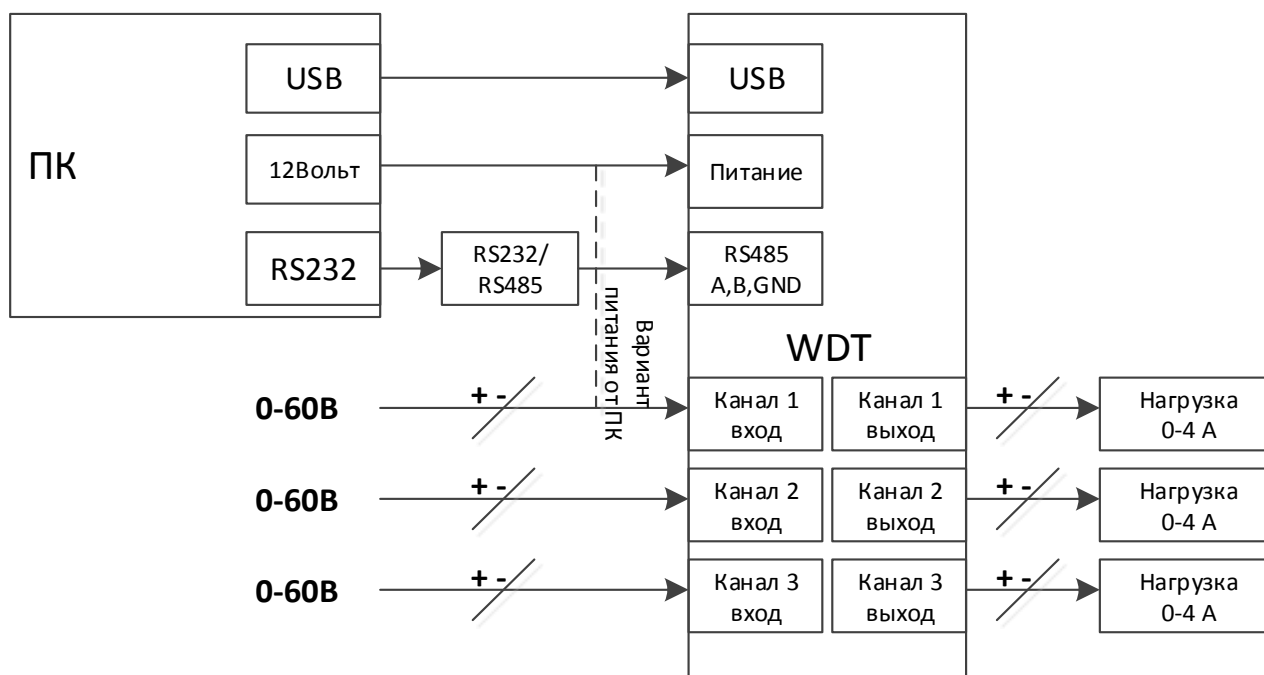 USB
USB
ПК
12Вольт
Питание
RS232
RS232/
RS485
RS485
A,B,GND
Вариант
питания от ПК
WDT
0-60В
+ -
Канал 1
вход
Канал 1
выход
+ -
Нагрузка
0-4 А
0-60В
+ -
Канал 2
вход
Канал 2
выход
+ -
Нагрузка
0-4 А
0-60В
+ -
Канал 3
вход
Канал 3
выход
+ -
Нагрузка
0-4 А